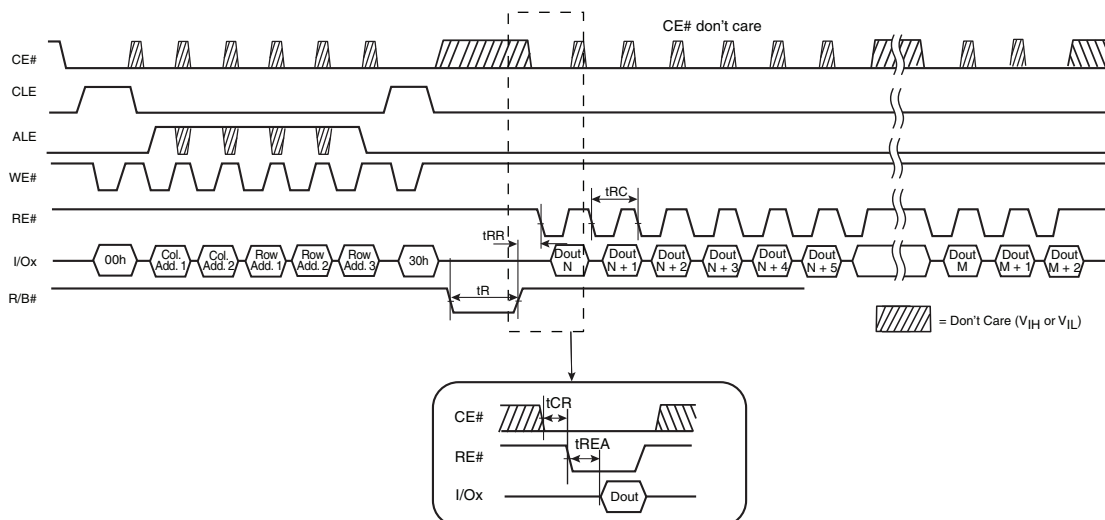 CE# don't care
CE#
CLE
ALE
WE#
RE#
tRC
tRR
I/Ox
00h
Col. Add. 1
Col. Add. 2
Row Add. 1
Row Add. 2
Row Add. 3
30h
Dout N
Dout N + 1
Dout N + 2
Dout N + 3
Dout N + 4
Dout N + 5
Dout M
Dout M + 1
Dout M + 2
R/B#
tR
= Don't Care (VIH or VIL)
CE#
tCR
RE#
tREA
I/Ox
Dout